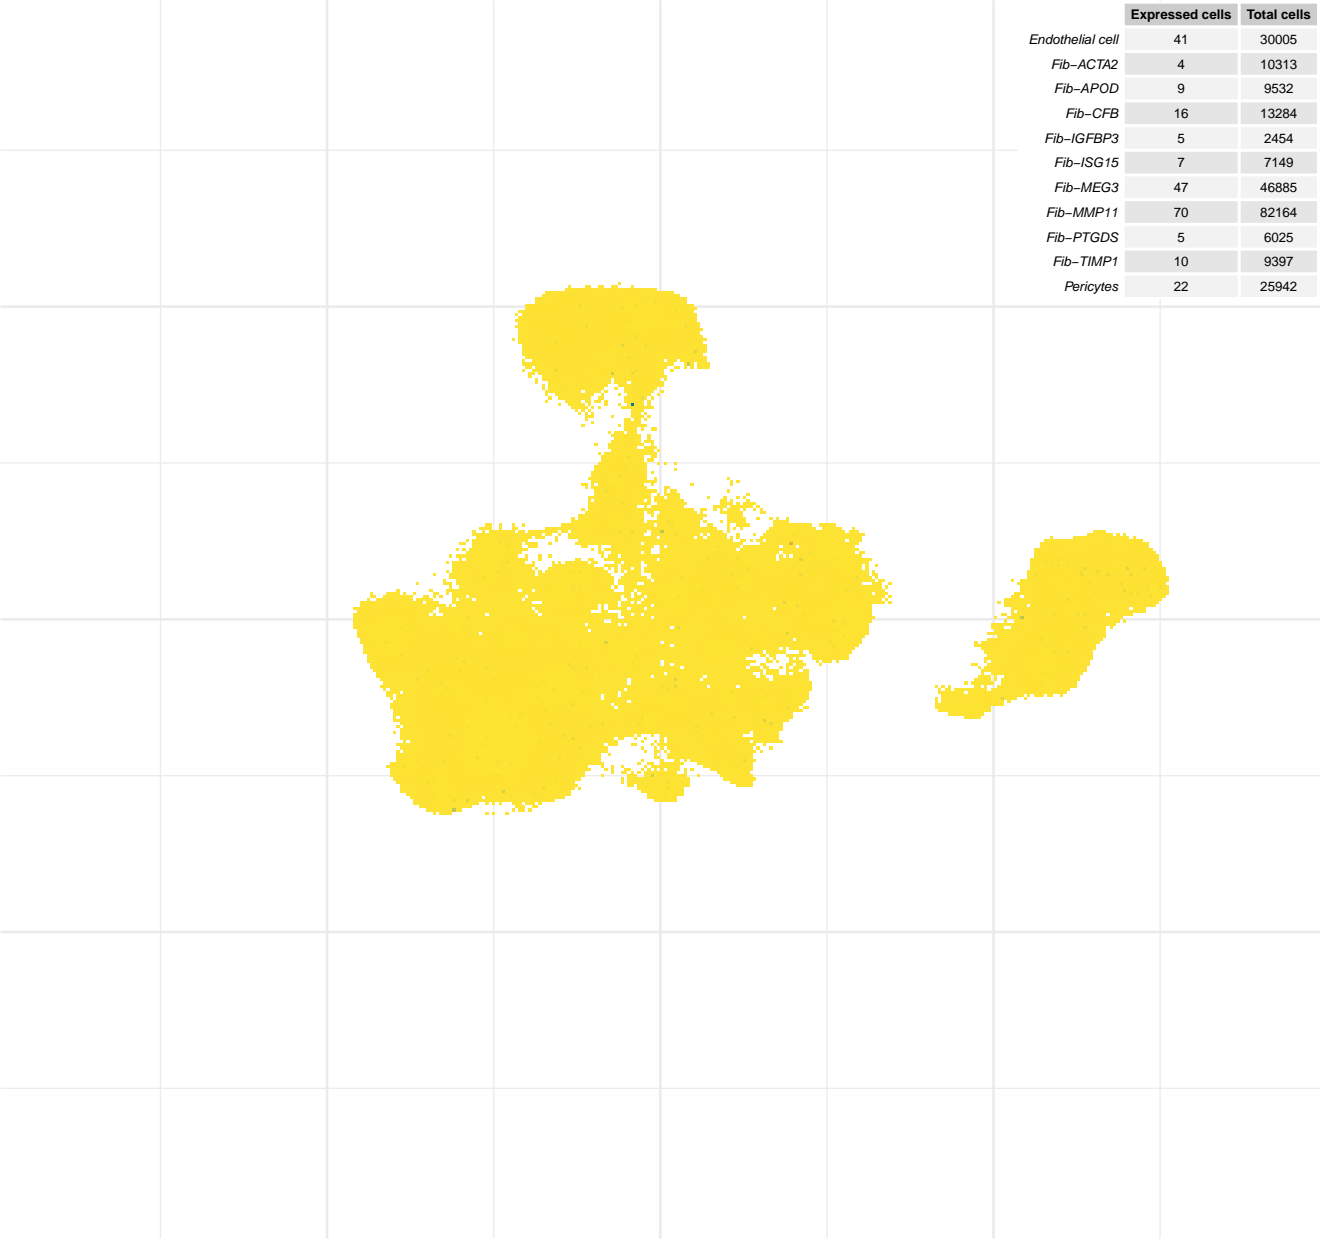 Expressed cells Total cells
Endothelial cell 41 30005
Fib−ACTA2 4 10313
Fib−APOD 9 9532
Fib−CFB 16 13284
Fib−IGFBP3 5 2454
Fib−ISG15 7 7149
Fib−MEG3 47 46885
Fib−MMP11 70 82164
Fib−PTGDS 5 6025
Fib−TIMP1 10 9397
Pericytes 22 25942